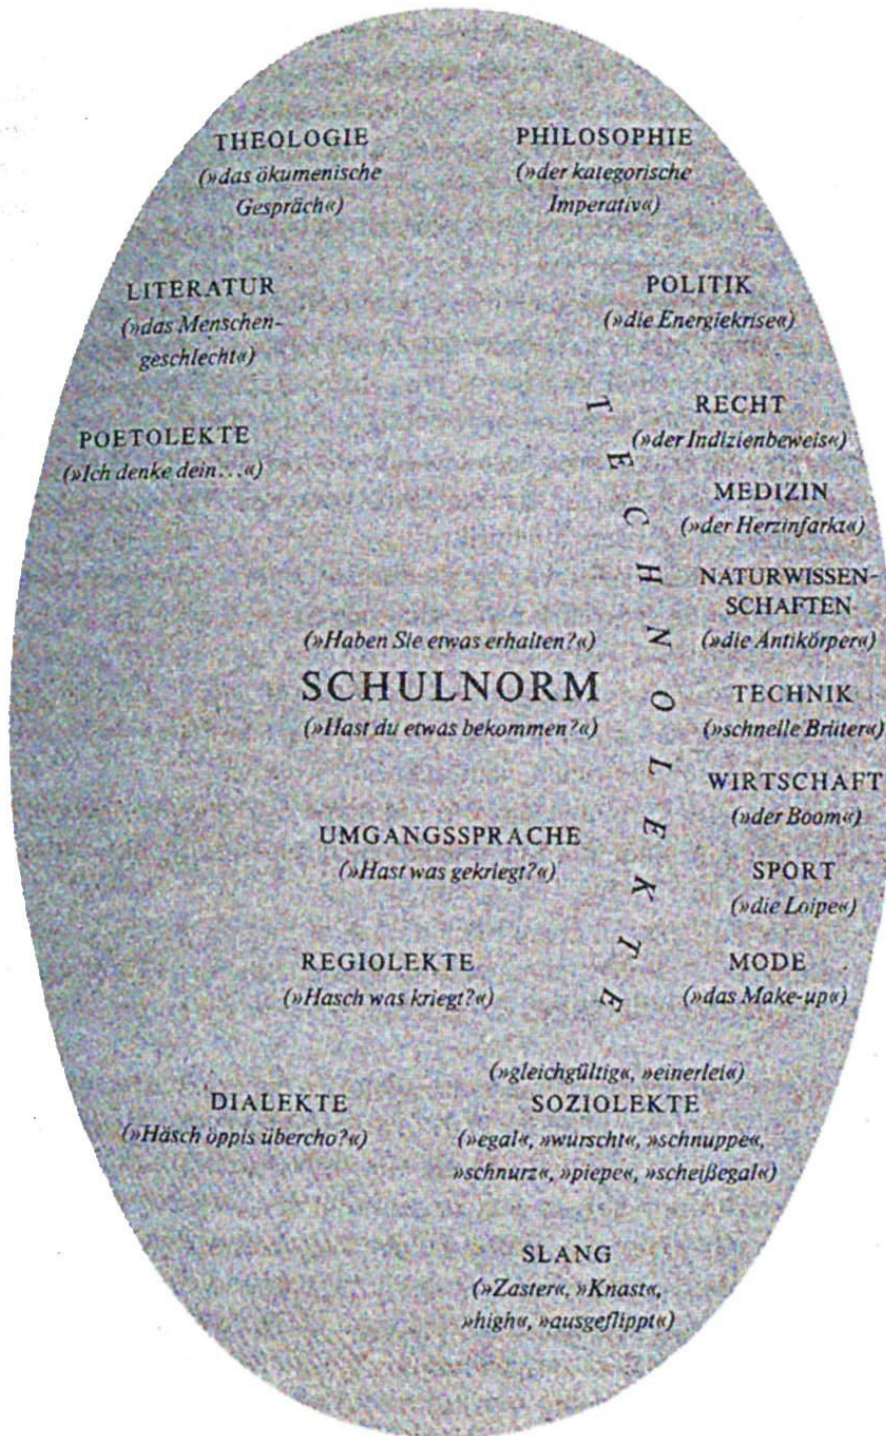 THEOLOGIE
(»das ökumenische
Gespräch«)
PHILOSOPHIE
(»der kategorische
Imperativ«)
LITERATUR
(»das Menschen-
geschlecht«)
POLITIK
(»die Energiekrise«)
POETOLEKTE
(»Ich denke dein...«)
TECHNOLEKTE
RECHT
(»der Indizienbeweis«)
MEDIZIN
(»der Herzinfarkt«)
NATURWISSEN-
SCHAFTEN
(»die Antikörper«)
TECHNIK
(»schnelle Brüter«)
WIRTSCHAFT
(»der Boom«)
SPORT
(»die Loipe«)
MODE
(»das Make-up«)
(»Haben Sie etwas erhalten?«)
SCHULNORM
(»Hast du etwas bekommen?«)
UMGANGSSPRACHE
(»Hast was gekriegt?«)
REGIOLEKTE
(»Hasch was kriegt?«)
DIALEKTE
(»Häsch öppis übercho?«)
(»gleichgültig«, »einerlei«)
SOZIOLEKTE
(»egal«, »wurscht«, »schnuppe«,
»schnurz«, »piepe«, »scheißegal«)
SLANG
(»Zaster«, »Knast«,
»high«, »ausgeflippt«)